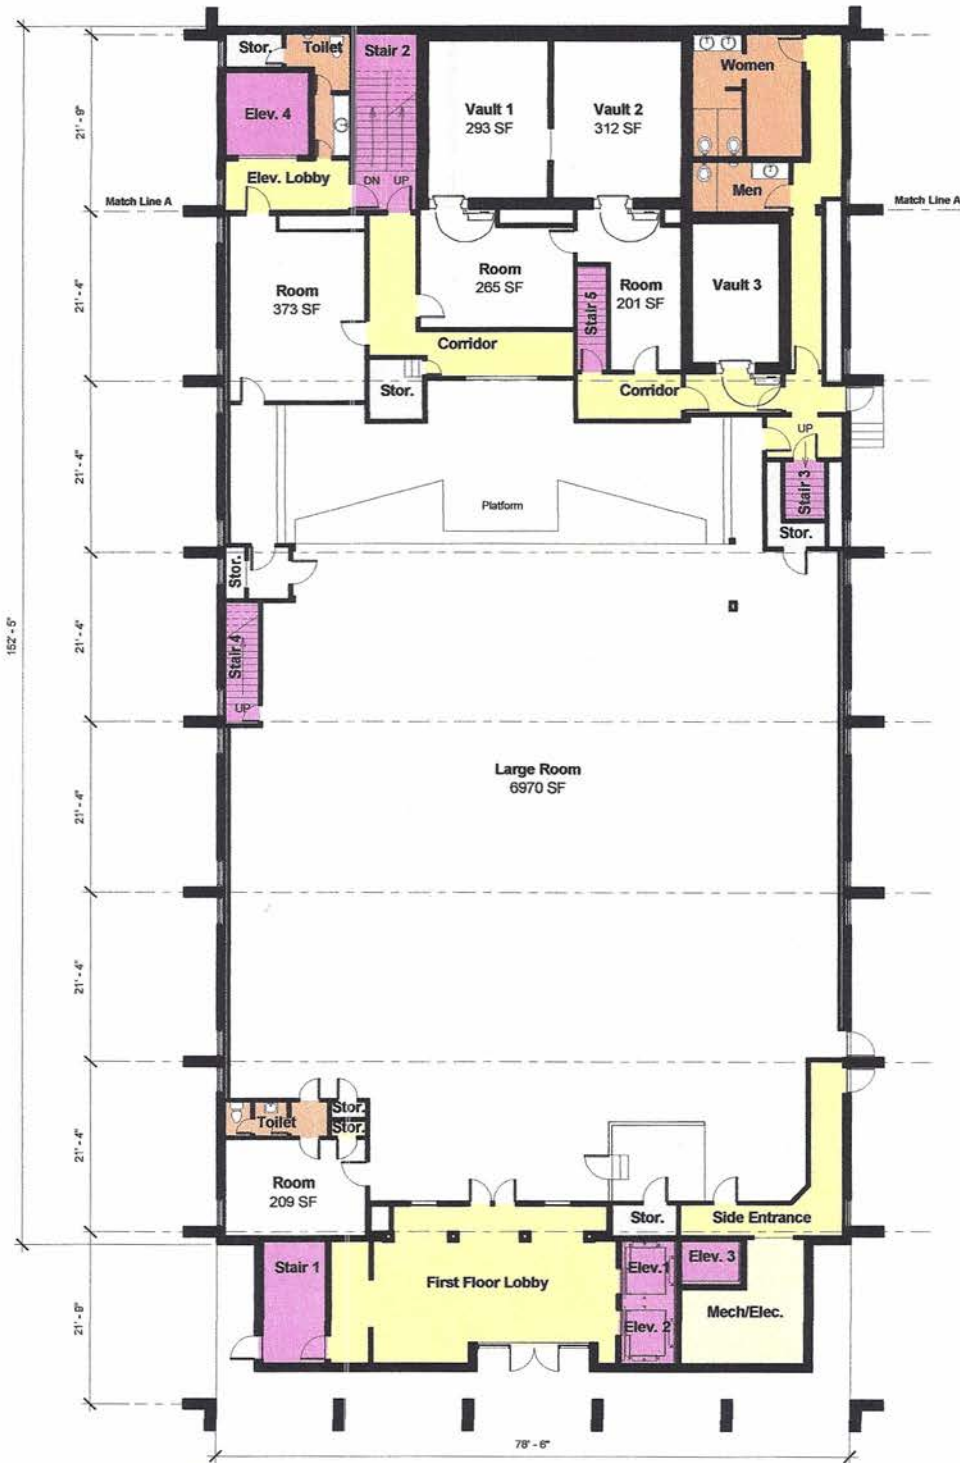 Stor.
Toilet
Stair 2
Women
Elev. 4
Vault 1
293 SF
Vault 2
312 SF
21' - 9"
Elev. Lobby
DN
UP
Men
Match Line A
Match Line A
Room
373 SF
Room
265 SF
Stair 5
Room
201 SF
Vault 3
21' - 4"
Corridor
Stor.
Corridor
UP
21' - 4"
Stair 3
Platform
Stor.
Stor.
152' - 5"
21' - 4"
Stair 4
UP
Large Room
6970 SF
21' - 4"
21' - 4"
Stor.
Toilet
Stor.
21' - 4"
Room
209 SF
Stor.
Side Entrance
Stair 1
First Floor Lobby
Elev.1
Elev. 3
21' - 9"
Elev. 2
Mech/Elec.
78' - 6"